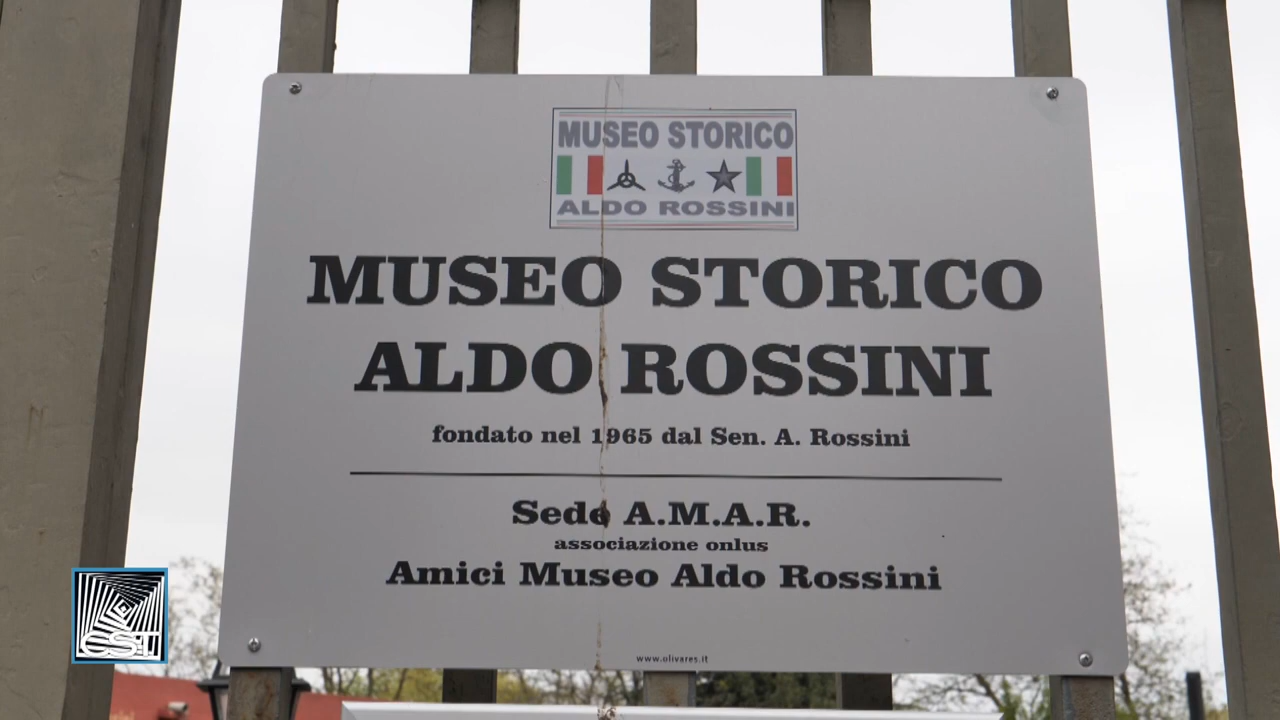 MUSEO STORICO
ALDO ROSSINI
MUSEO STORICO
ALDO ROSSINI
fondato nel 1965 dal Sen. A. Rossini
Sede A.M.A.R.
associazione onlus
Amici Museo Aldo Rossini
www.olivares.it
CST